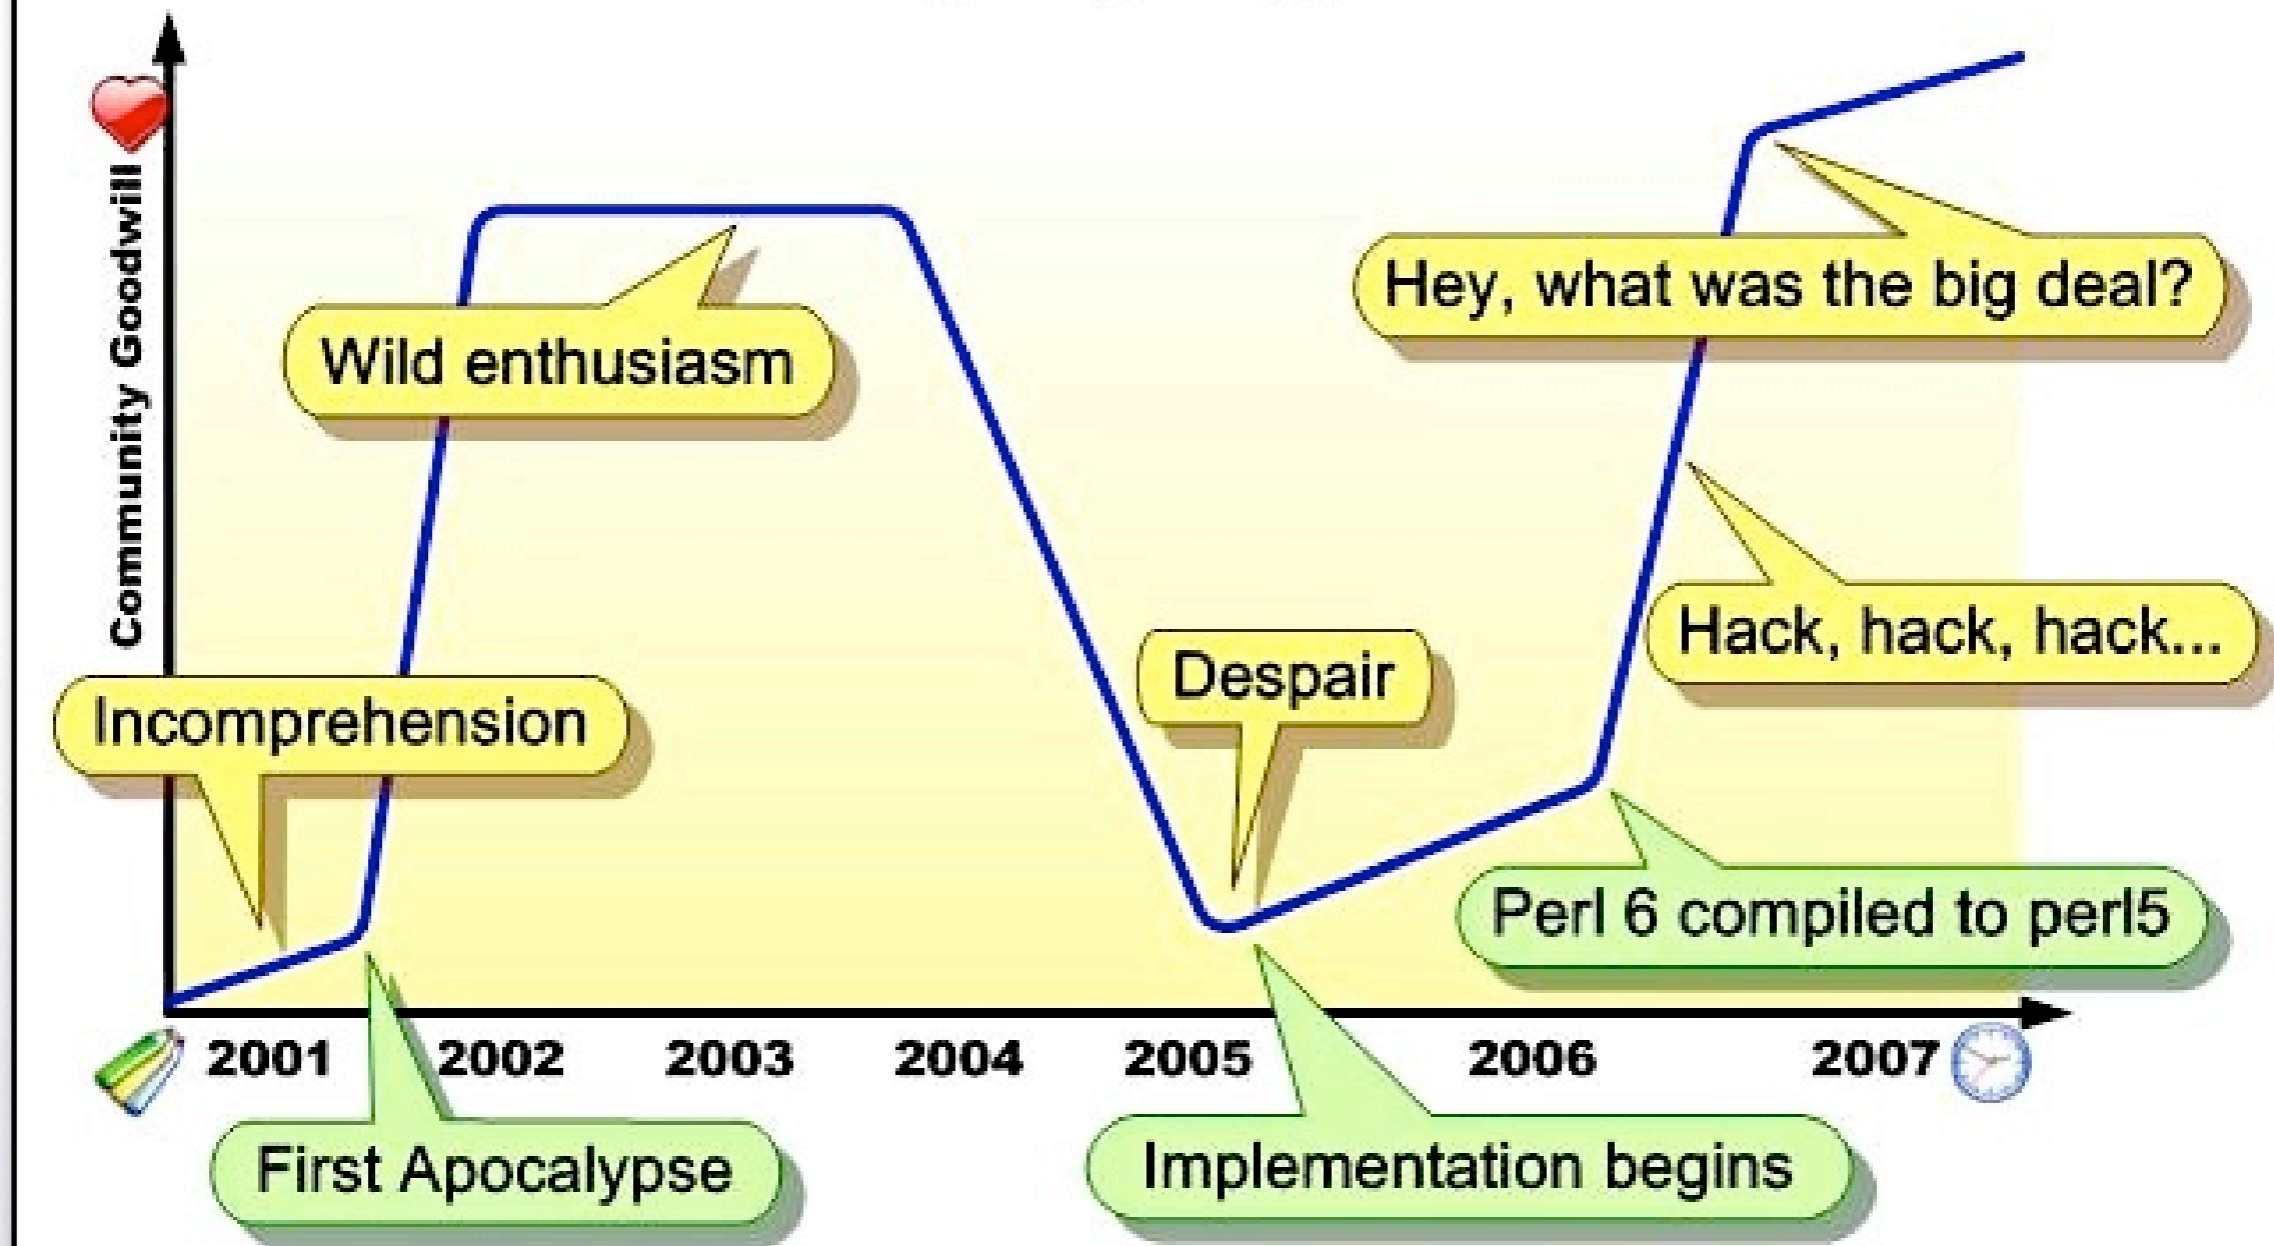 Community Goodwill
Hey, what was the big deal?
Wild enthusiasm
Hack, hack, hack...
Despair
Incomprehension
Perl 6 compiled to perl5
2001 2002 2003 2004 2005 2006 2007
First Apocalypse
Implementation begins